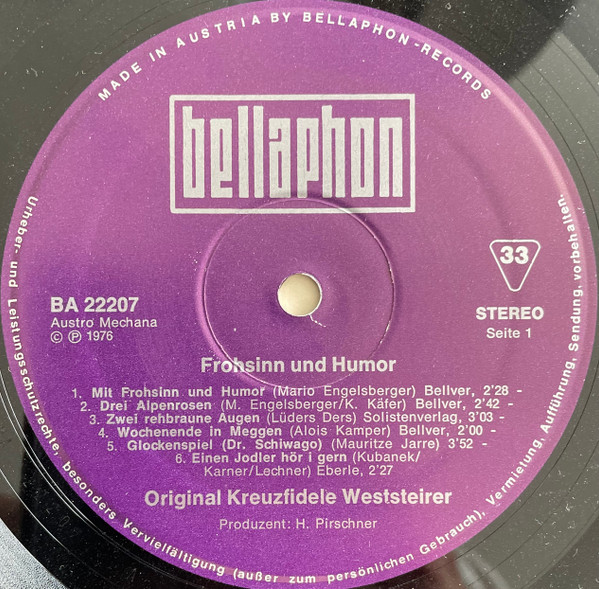 MADE IN AUSTRIA BY BELLAPHON-RECORDS
bellaphon
33
BA 22207
Austro Mechana
© ℗ 1976
STEREO
Seite 1
Frohsinn und Humor
1. Mit Frohsinn und Humor (Mario Engelsberger) Bellver, 2'28 -
2. Drei Alpenrosen (M. Engelsberger/K. Käfer) Bellver, 2'42 -
3. Zwei rehbraune Augen (Lüders Ders) Solistenverlag, 3'03 -
4. Wochenende in Meggen (Alois Kamper) Bellver, 2'00 -
5. Glockenspiel (Dr. Schiwago) (Mauritze Jarre) 3'52 -
6. Einen Jodler hör i gern (Kubanek/
Karner/Lechner) Eberle, 2'27
Original Kreuzfidele Weststeirer
Produzent: H. Pirschner
Urheber- und Leistungsschutzrechte, besonders Vervielfältigung (außer zum persönlichen Gebrauch), Vermietung, Aufführung, Sendung, vorbehalten.